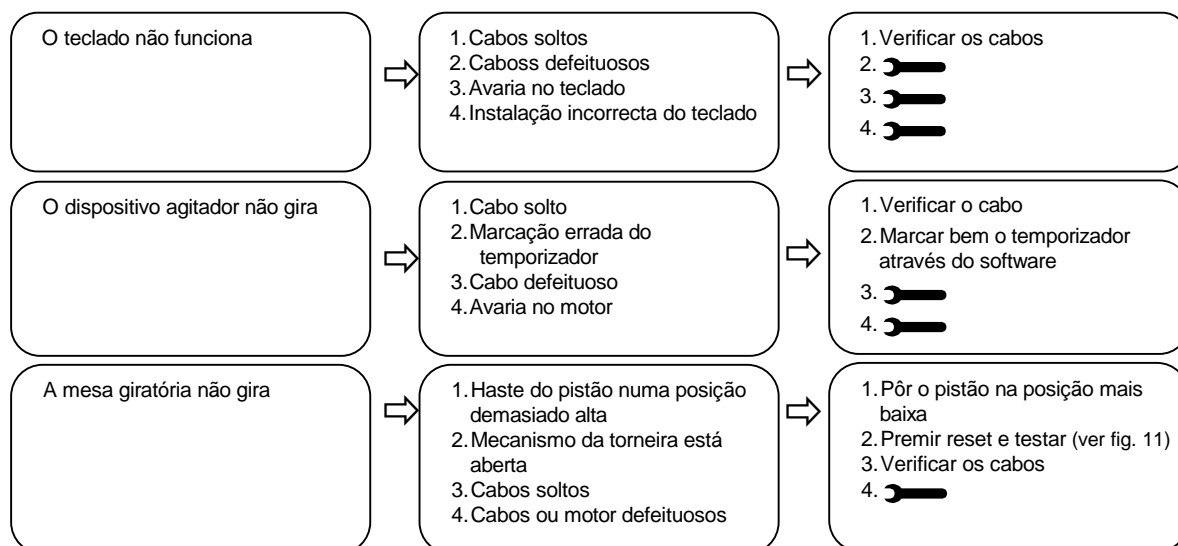 O teclado não funciona
1.Cabos soltos
2.Caboss defeituosos
3.Avaria no teclado
4.Instalação incorrecta do teclado
1.Verificar os cabos
2.
3.
4.
O dispositivo agitador não gira
1.Cabo solto
2.Marcação errada do
temporizador
3.Cabo defeituoso
4.Avaria no motor
1.Verificar o cabo
2.Marcar bem o temporizador
através do software
3.
4.
A mesa giratória não gira
1.Haste do pistão numa posição
demasiado alta
2.Mecanismo da torneira está
aberta
3.Cabos soltos
4.Cabos ou motor defeituosos
1.Pôr o pistão na posição mais
baixa
2.Premir reset e testar (ver fig. 11)
3.Verificar os cabos
4.